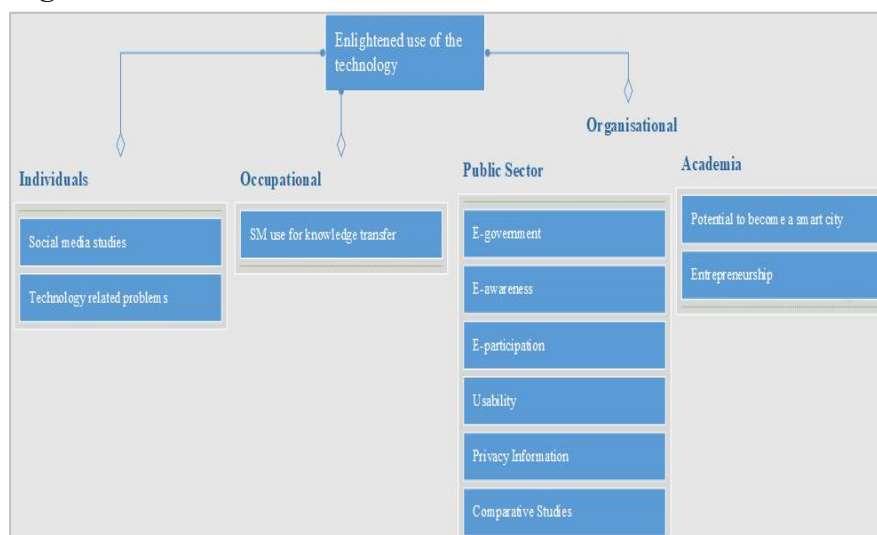 Enlightened use of the
technology
Organisational
Individuals
Social media studies
Technology related problems
Occupational
SM use for knowledge transfer
Public Sector
E-government
E-awareness
E-participation
Usability
Privacy Information
Comparative Studies
Academia
Potential to become a smart city
Entrepreneurship